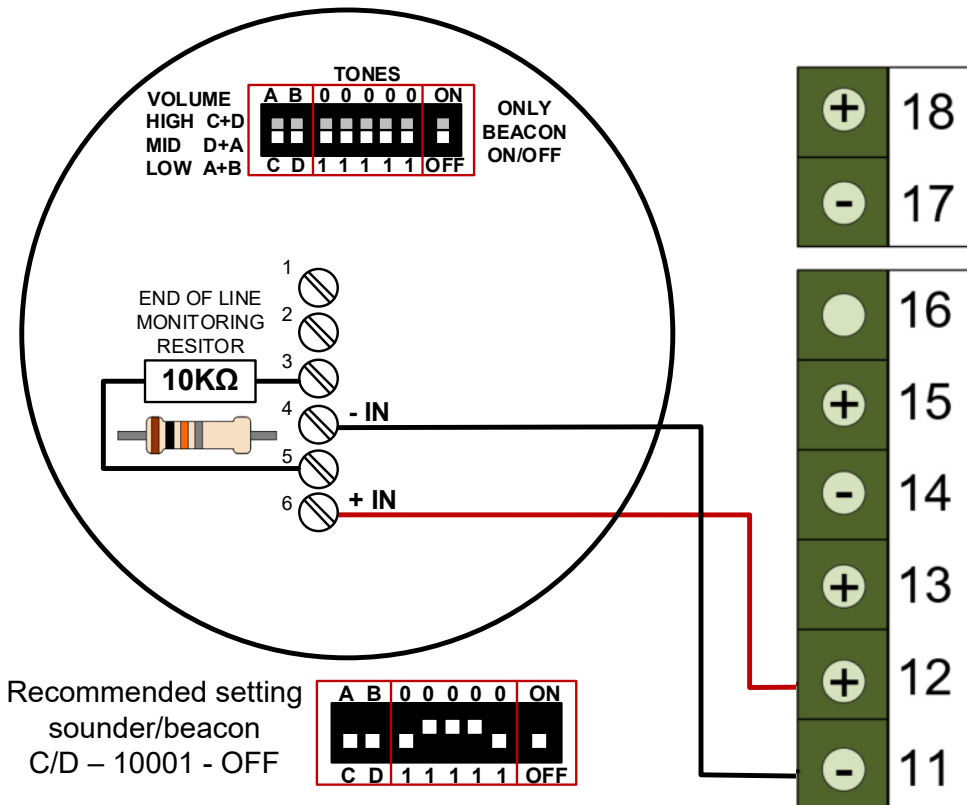 TONES
VOLUME
HIGH C+D
MID D+A
LOW A+B
A B 0 0 0 0 0 ON
C D 1 1 1 1 1 OFF
ONLY
BEACON
ON/OFF
1
2
3
4
5
6
END OF LINE
MONITORING
RESITOR
10KΩ
- IN
+ IN
+ 18
- 17
16
+ 15
- 14
+ 13
+ 12
- 11
Recommended setting
sounder/beacon
C/D – 10001 - OFF
A B 0 0 0 0 0 ON
C D 1 1 1 1 1 OFF